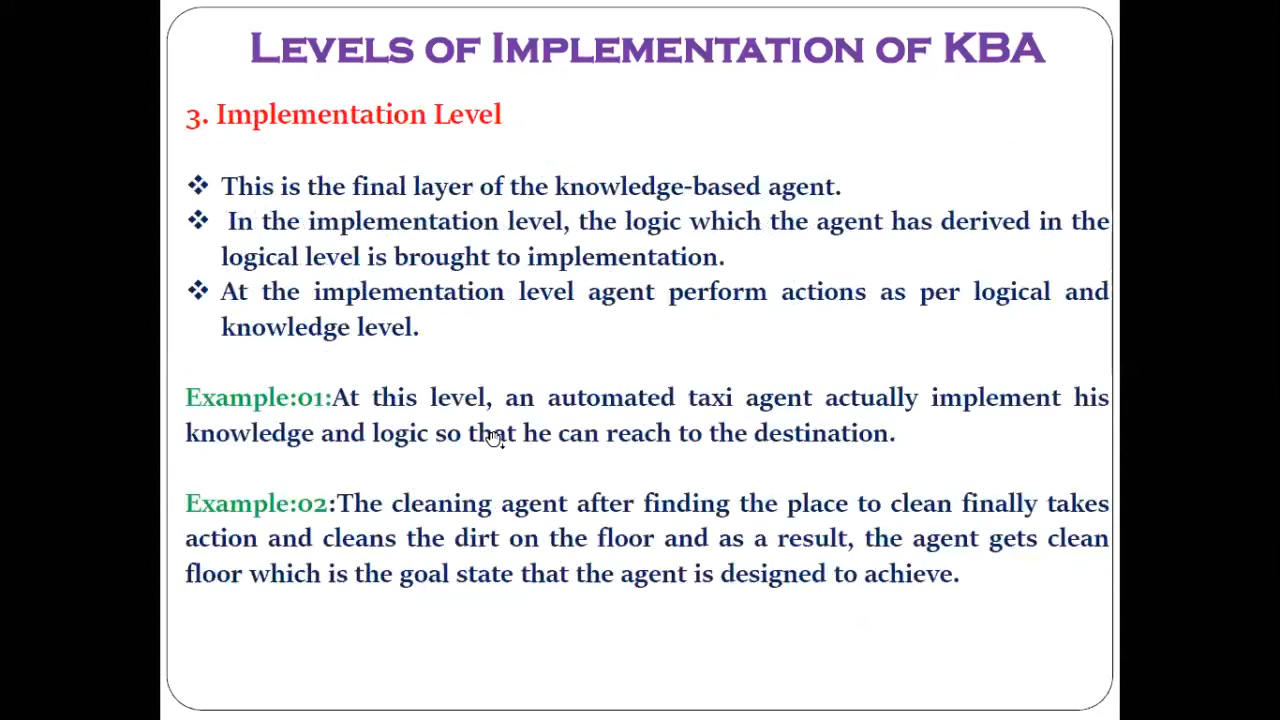 LEVELS OF IMPLEMENTATION OF KBA
3. Implementation Level
❖ This is the final layer of the knowledge-based agent.
❖ In the implementation level, the logic which the agent has derived in the
logical level is brought to implementation.
❖ At the implementation level agent perform actions as per logical and
knowledge level.
Example:01:At this level, an automated taxi agent actually implement his
knowledge and logic so that he can reach to the destination.
Example:02:The cleaning agent after finding the place to clean finally takes
action and cleans the dirt on the floor and as a result, the agent gets clean
floor which is the goal state that the agent is designed to achieve.